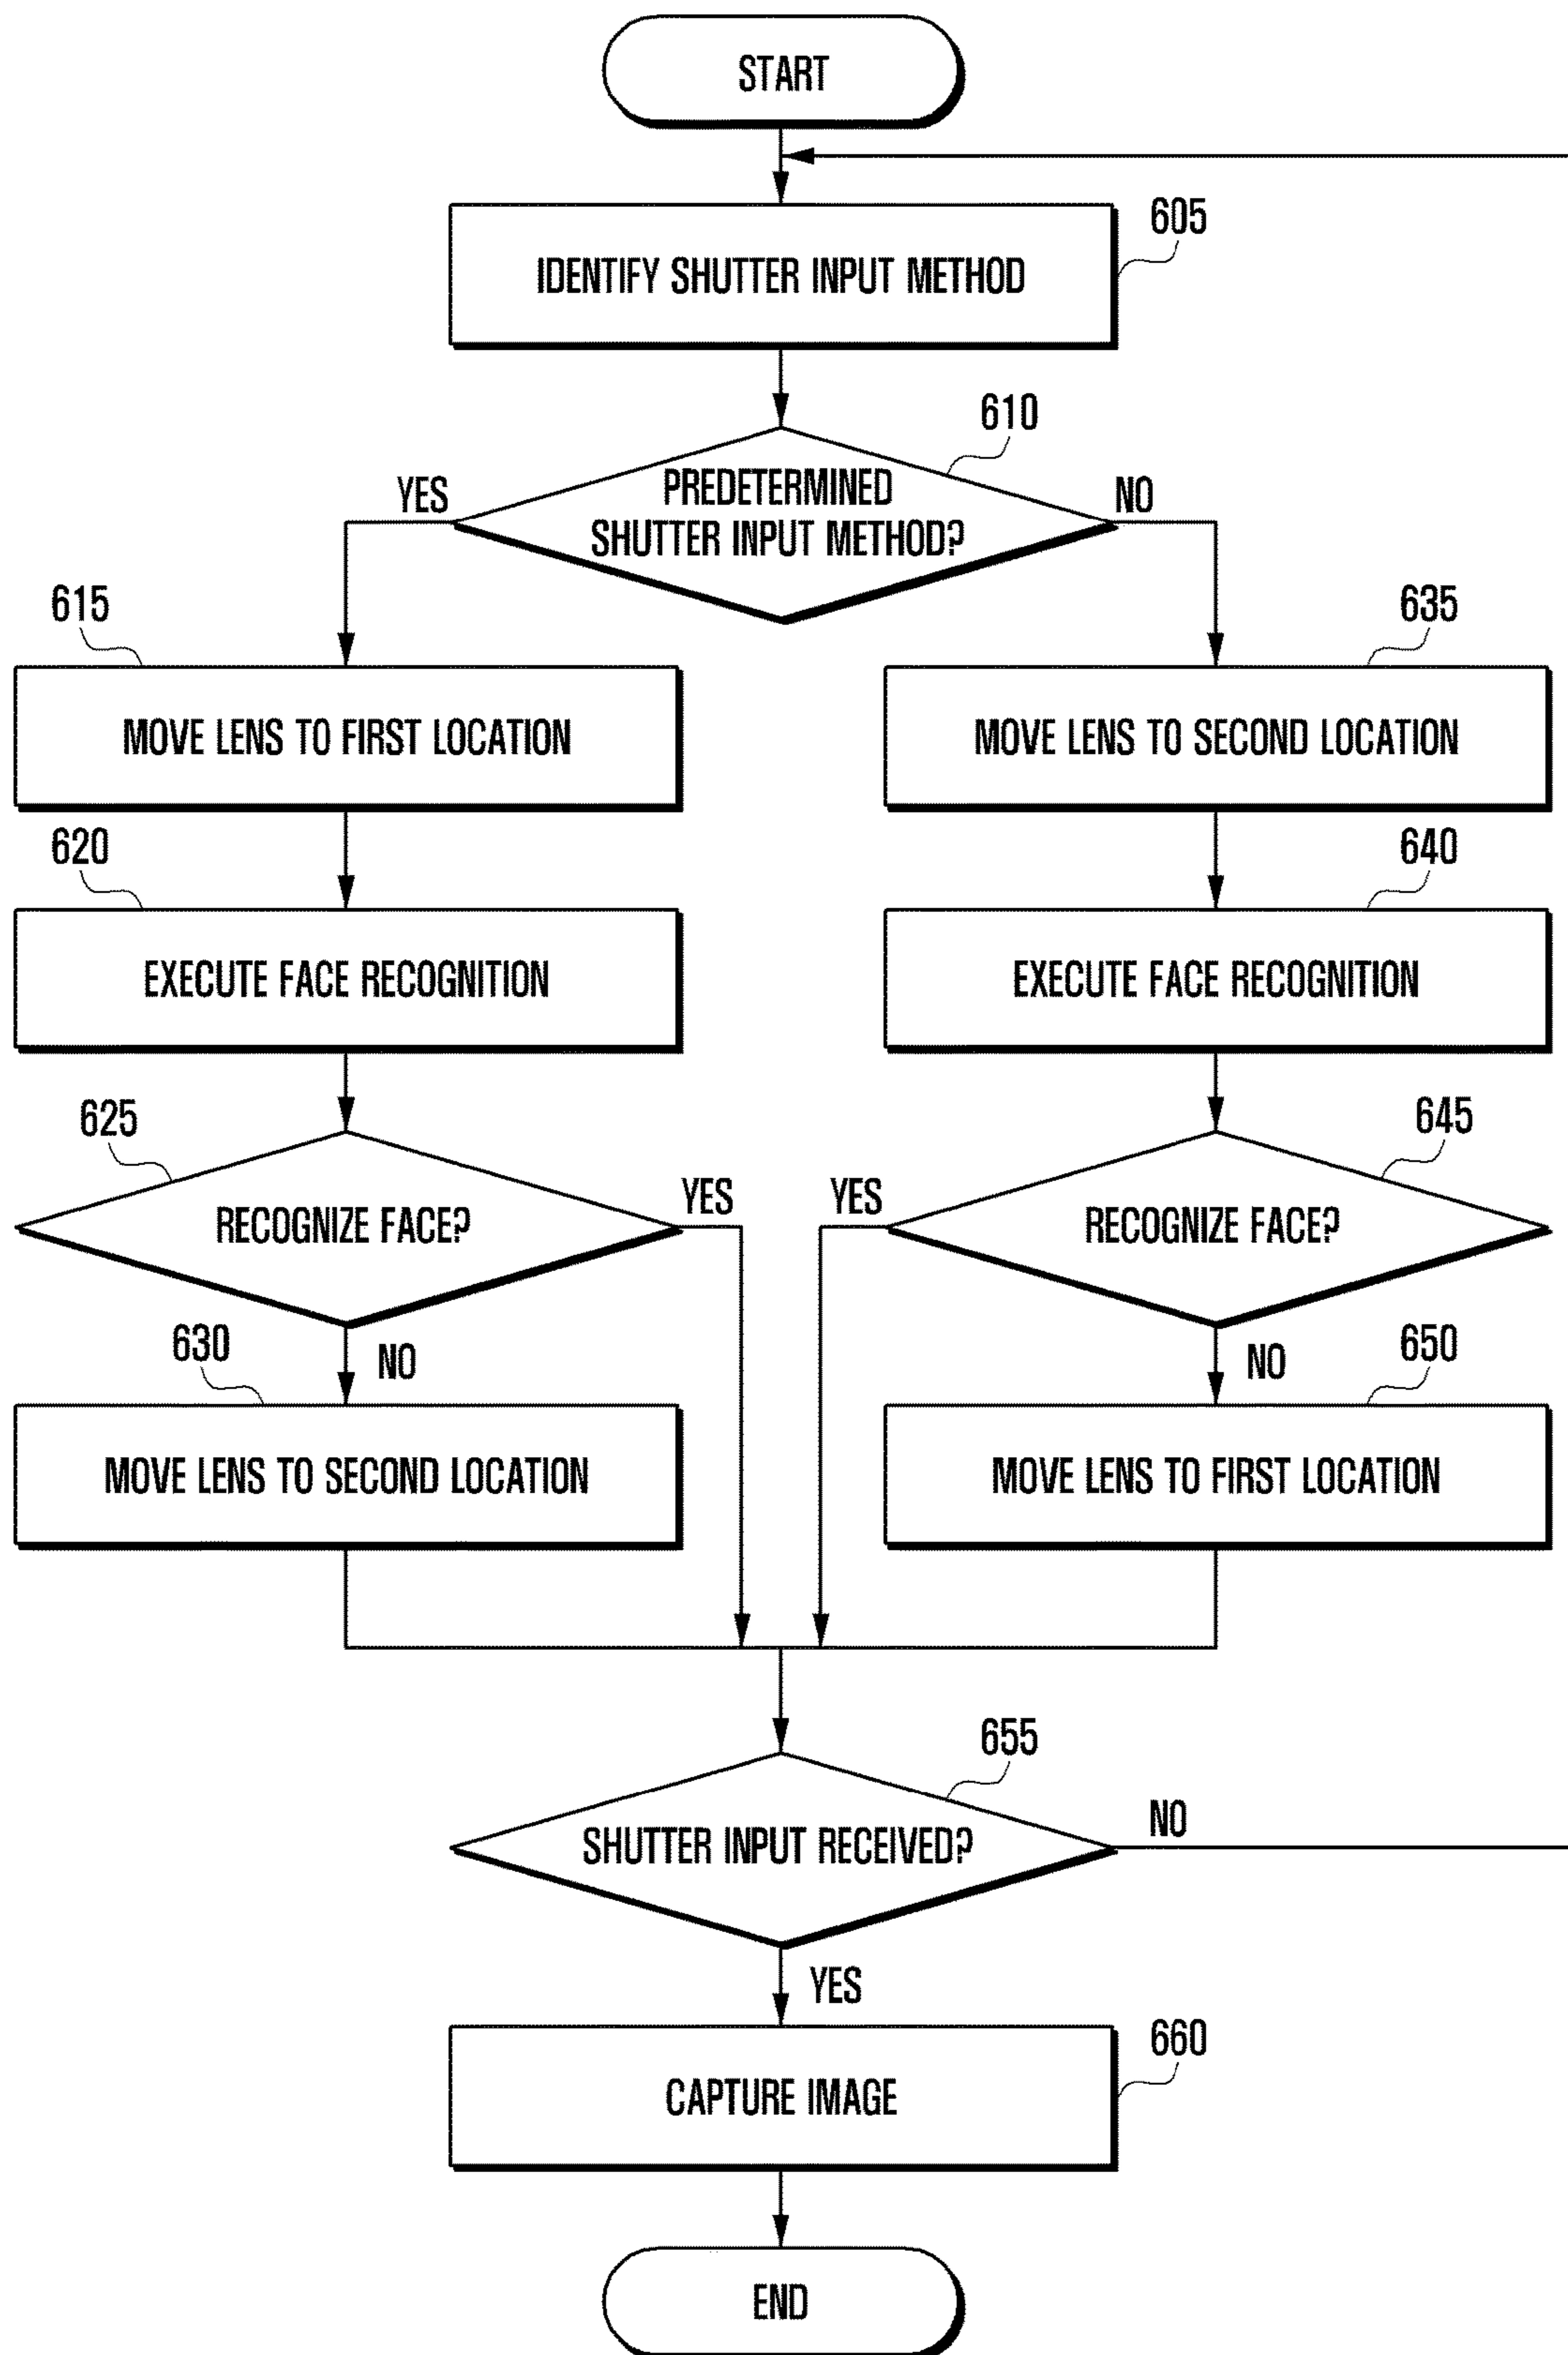 START
605
IDENTIFY SHUTTER INPUT METHOD
610
YES
PREDETERMINED
SHUTTER INPUT METHOD?
NO
615
635
MOVE LENS TO FIRST LOCATION
MOVE LENS TO SECOND LOCATION
620
640
EXECUTE FACE RECOGNITION
EXECUTE FACE RECOGNITION
625
645
YES
YES
RECOGNIZE FACE?
RECOGNIZE FACE?
630
NO
650
NO
MOVE LENS TO SECOND LOCATION
MOVE LENS TO FIRST LOCATION
655
SHUTTER INPUT RECEIVED?
NO
YES
660
CAPTURE IMAGE
END